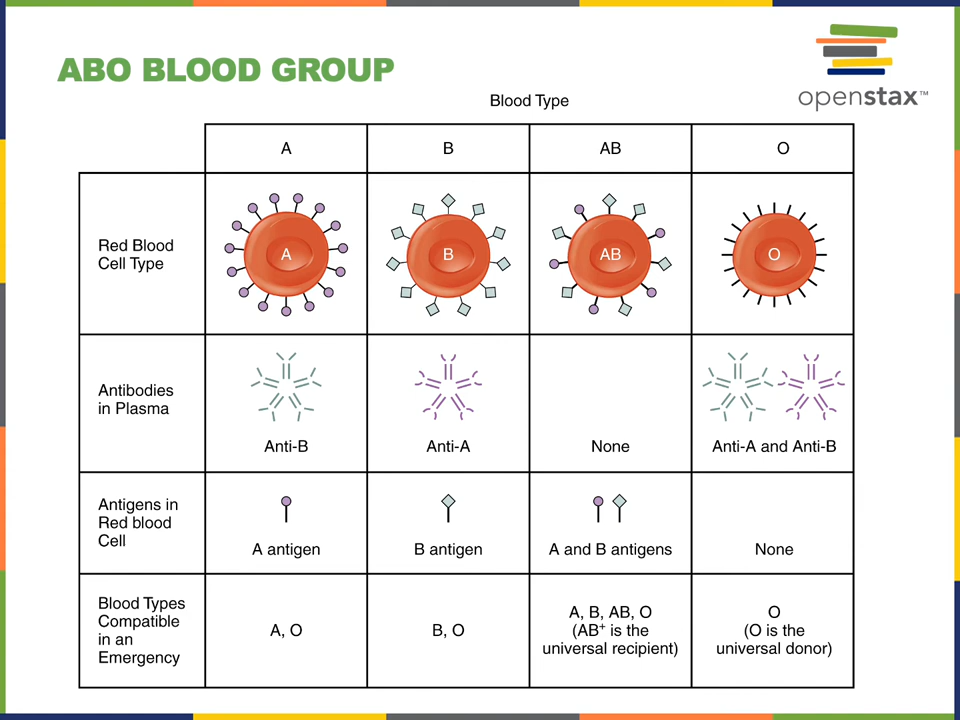 ABO BLOOD GROUP
openstax™
Blood Type
A
B
AB
O
Red Blood
Cell Type
A
B
AB
O
Antibodies
in Plasma
Anti-B
Anti-A
None
Anti-A and Anti-B
Antigens in
Red blood
Cell
A antigen
B antigen
A and B antigens
None
Blood Types
Compatible
in an
Emergency
A, O
B, O
A, B, AB, O
(AB⁺ is the
universal recipient)
O
(O is the
universal donor)